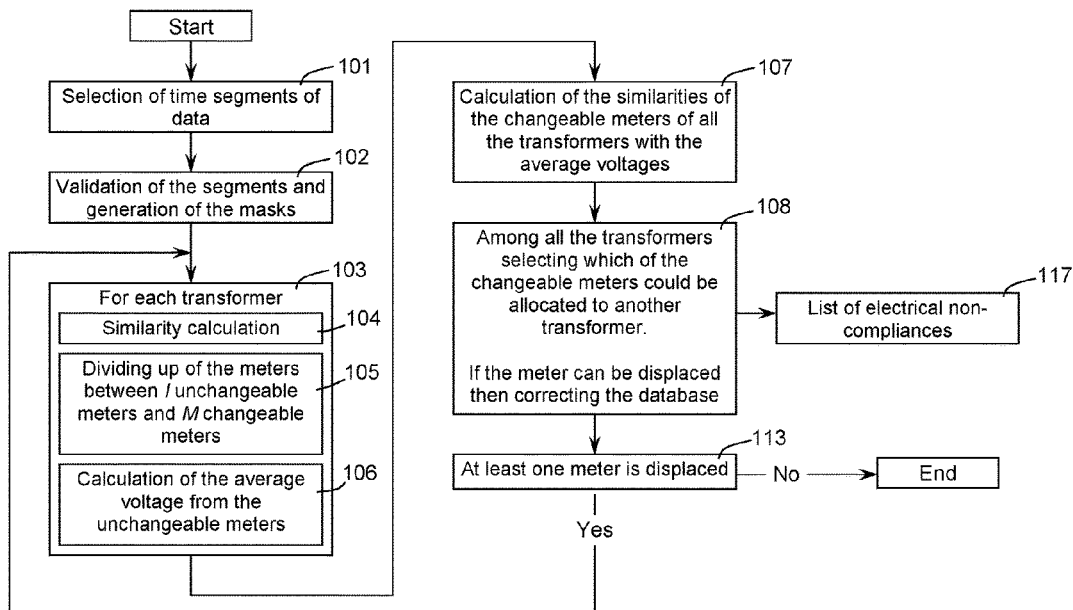 Start
101
Selection of time segments of
data
102
Validation of the segments and
generation of the masks
103
For each transformer
Similarity calculation
104
Dividing up of the meters
between I unchangeable
meters and M changeable
meters
105
Calculation of the average
voltage from the
unchangeable meters
106
107
Calculation of the similarities of
the changeable meters of all
the transformers with the
average voltages
108
Among all the transformers
selecting which of the
changeable meters could be
allocated to another
transformer.
If the meter can be displaced
then correcting the database
117
List of electrical non-
compliances
113
At least one meter is displaced
No
End
Yes